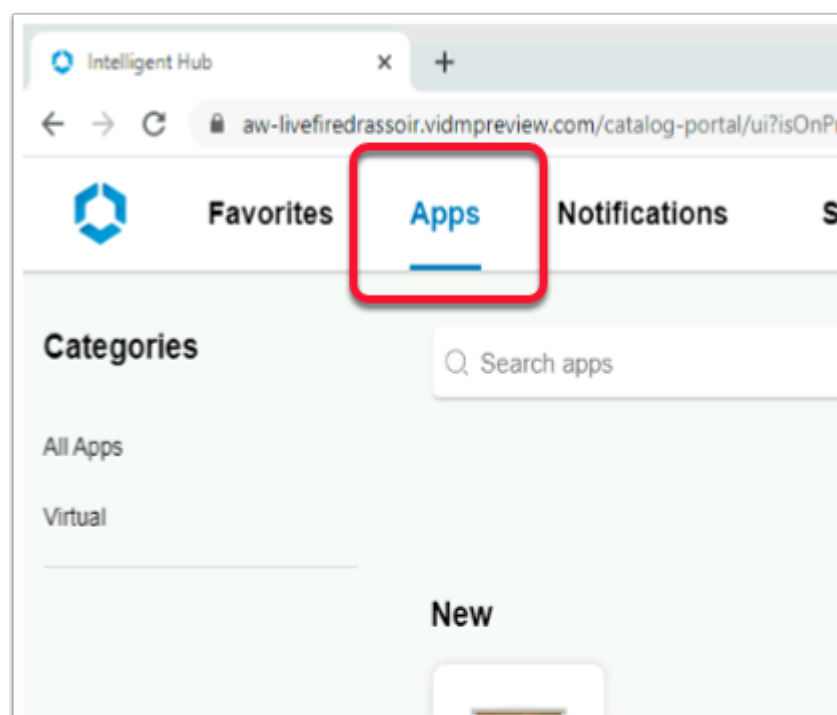 Intelligent Hub
aw-livefiredrassoir.vidmpreview.com/catalog-portal/ui?isOnPr
Favorites Apps Notifications S
Categories
Search apps
All Apps
Virtual
New